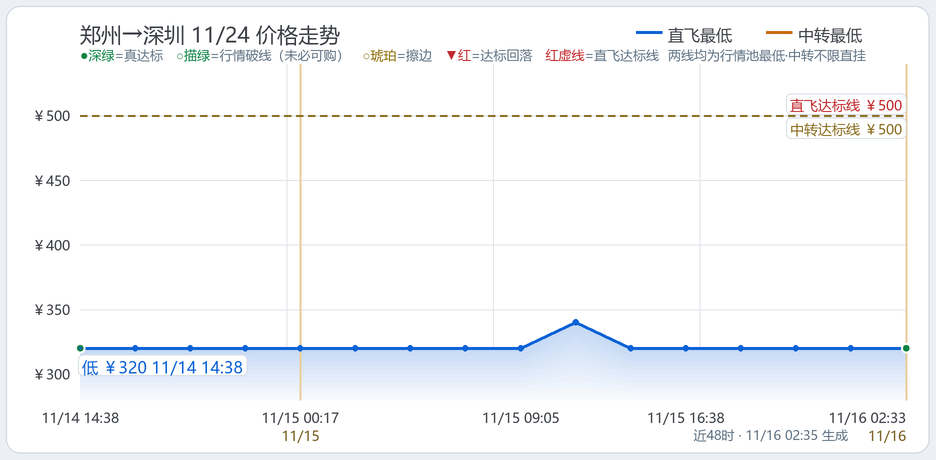 郑州→深圳 11/24 价格走势
直飞最低 中转最低
●深绿=真达标 ○描绿=行情破线（未必可购） ○琥珀=擦边 ▼红=达标回落 红虚线=直飞达标线 两线均为行情池最低·中转不限直挂
直飞达标线 ￥500
￥500
中转达标线 ￥500
￥450
￥400
￥350
￥300
低 ￥320 11/14 14:38
11/14 14:38 11/15 00:17 11/15 09:05 11/15 16:38 11/16 02:33
11/15 近48时 · 11/16 02:35 生成 11/16